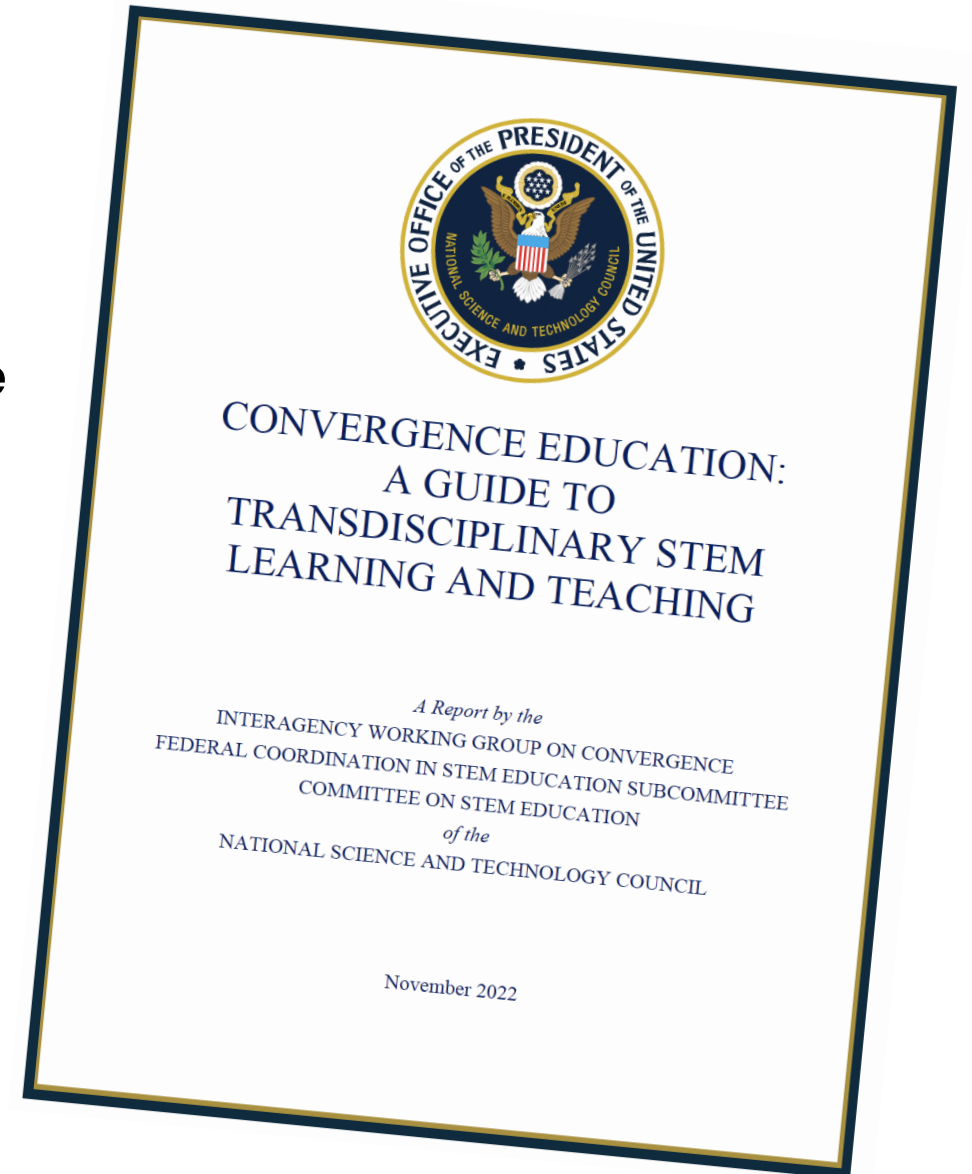 EXECUTIVE OFFICE OF THE PRESIDENT OF THE UNITED STATES
NATIONAL SCIENCE AND TECHNOLOGY COUNCIL
e
CONVERGENCE EDUCATION:
A GUIDE TO
TRANSDISCIPLINARY STEM
LEARNING AND TEACHING
A Report by the
INTERAGENCY WORKING GROUP ON CONVERGENCE
FEDERAL COORDINATION IN STEM EDUCATION SUBCOMMITTEE
COMMITTEE ON STEM EDUCATION
of the
NATIONAL SCIENCE AND TECHNOLOGY COUNCIL
November 2022